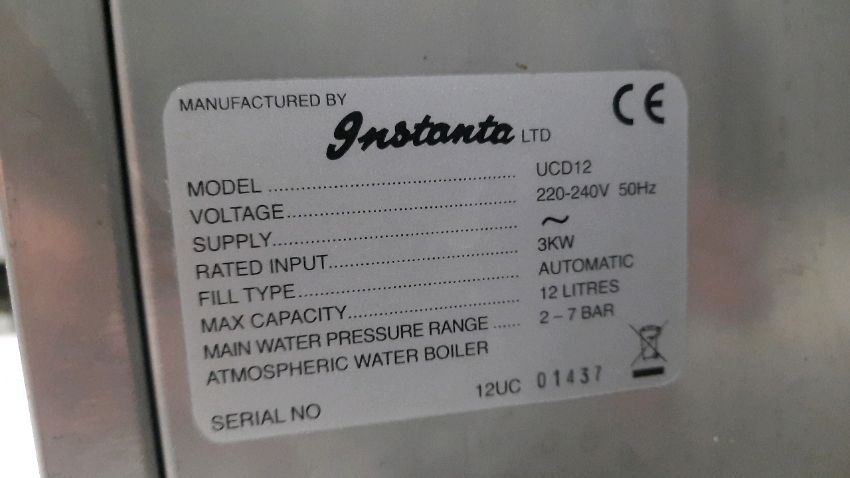 MANUFACTURED BY
Instanta LTD
CE
MODEL ................................................ UCD12
VOLTAGE............................................. 220-240V 50Hz
SUPPLY............................................... ~
RATED INPUT..................................... 3KW
FILL TYPE........................................... AUTOMATIC
MAX CAPACITY................................. 12 LITRES
MAIN WATER PRESSURE RANGE ...... 2 – 7 BAR
ATMOSPHERIC WATER BOILER
SERIAL NO 12UC 01437